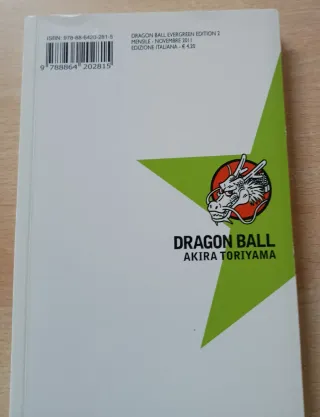 ISBN: 978-88-6420-281-5
9 788864 202815
DRAGON BALL EVERGREEN EDITION 2
MENSILE - NOVEMBRE 2011
EDIZIONE ITALIANA - € 4,20
DRAGON BALL
AKIRA TORIYAMA